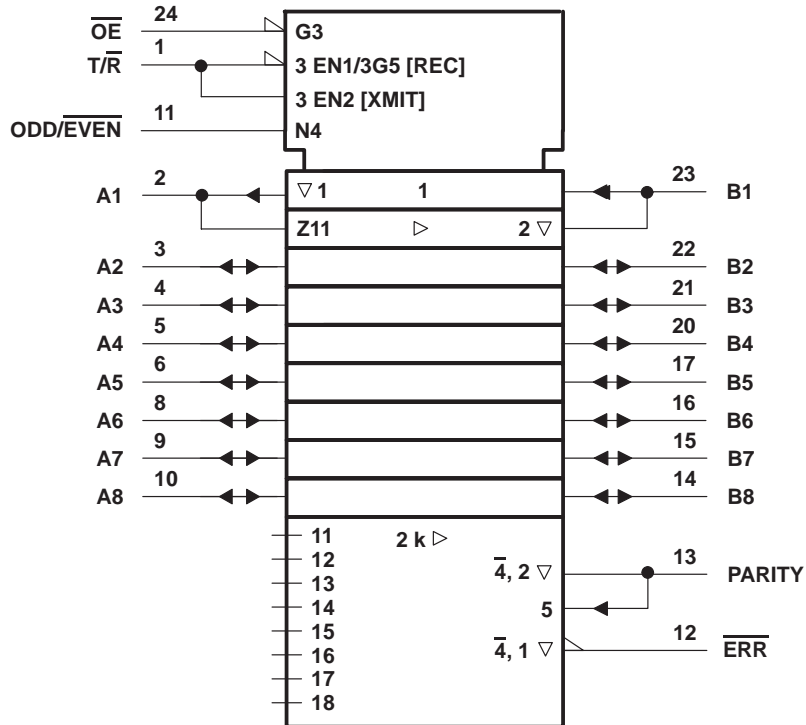 24
O̅E̅ G3
1
T/R̅ 3 EN1/3G5 [REC]
3 EN2 [XMIT]
11
ODD/E̅V̅E̅N̅ N4
2 23
A1 ▽ 1 1 B1
Z11 ▷ 2 ▽
3 22
A2 B2
4 21
A3 B3
5 20
A4 B4
6 17
A5 B5
8 16
A6 B6
9 15
A7 B7
10 14
A8 B8
11 2 k ▷
12
13 4̅, 2 ▽ 13 PARITY
14 5
15
16 4̅, 1 ▽ 12 E̅R̅R̅
17
18